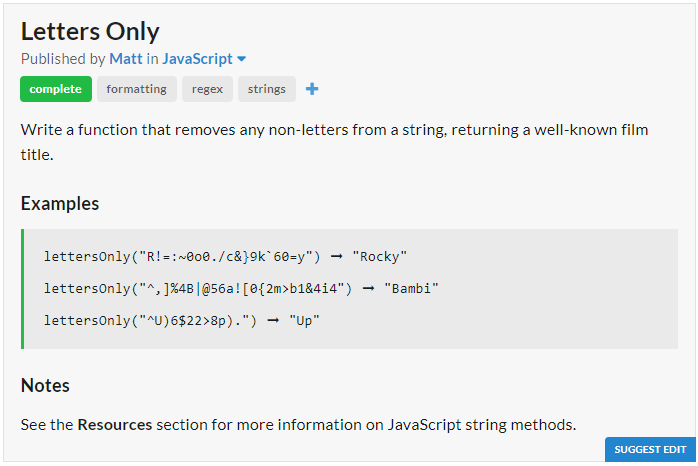 Letters Only
Published by Matt in JavaScript
complete formatting regex strings +
Write a function that removes any non-letters from a string, returning a well-known film
title.
Examples
lettersOnly("R!=:~0o0./c&}9k`60=y") ➞ "Rocky"
lettersOnly("^,]%4B|@56a![0{2m>b1&4i4") ➞ "Bambi"
lettersOnly("^U)6$22>8p).") ➞ "Up"
Notes
See the Resources section for more information on JavaScript string methods.
SUGGEST EDIT